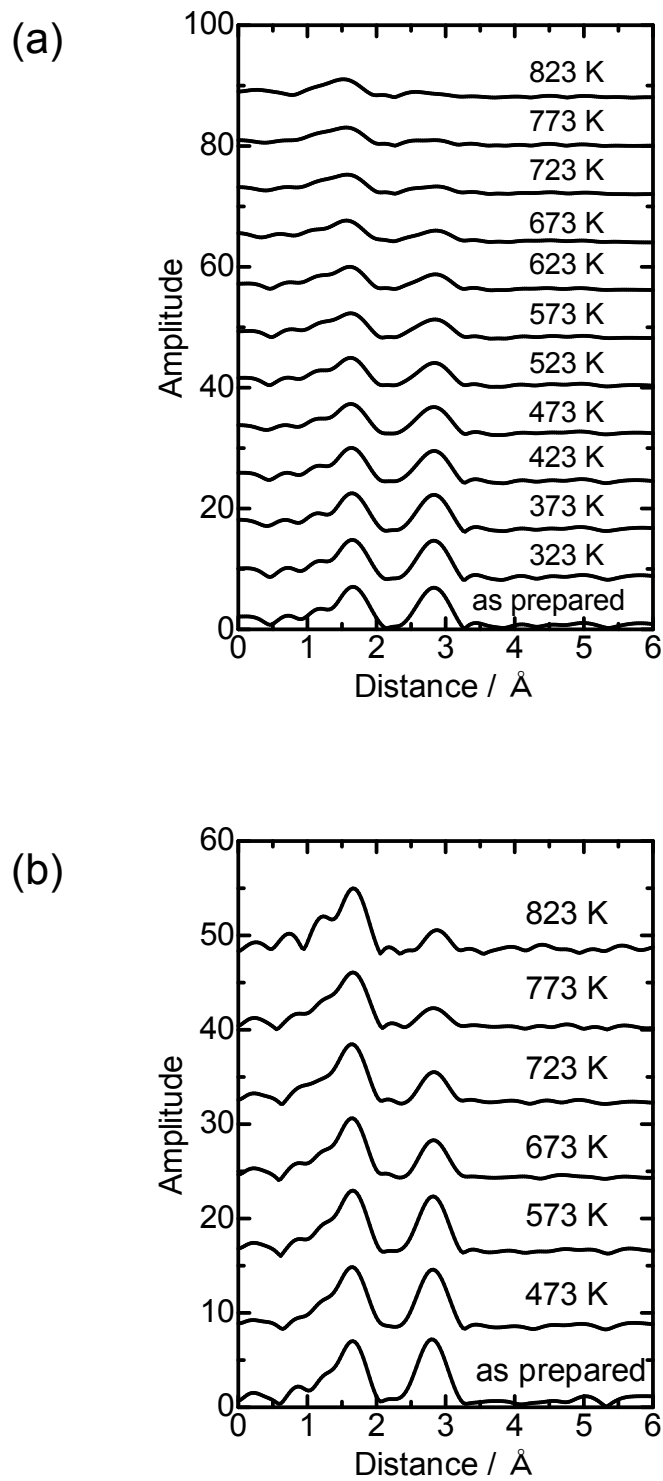 (a)
100
80
60
40
20
0
Amplitude
823 K
773 K
723 K
673 K
623 K
573 K
523 K
473 K
423 K
373 K
323 K
as prepared
0 1 2 3 4 5 6
Distance / Å
(b)
60
50
40
30
20
10
0
Amplitude
823 K
773 K
723 K
673 K
573 K
473 K
as prepared
0 1 2 3 4 5 6
Distance / Å